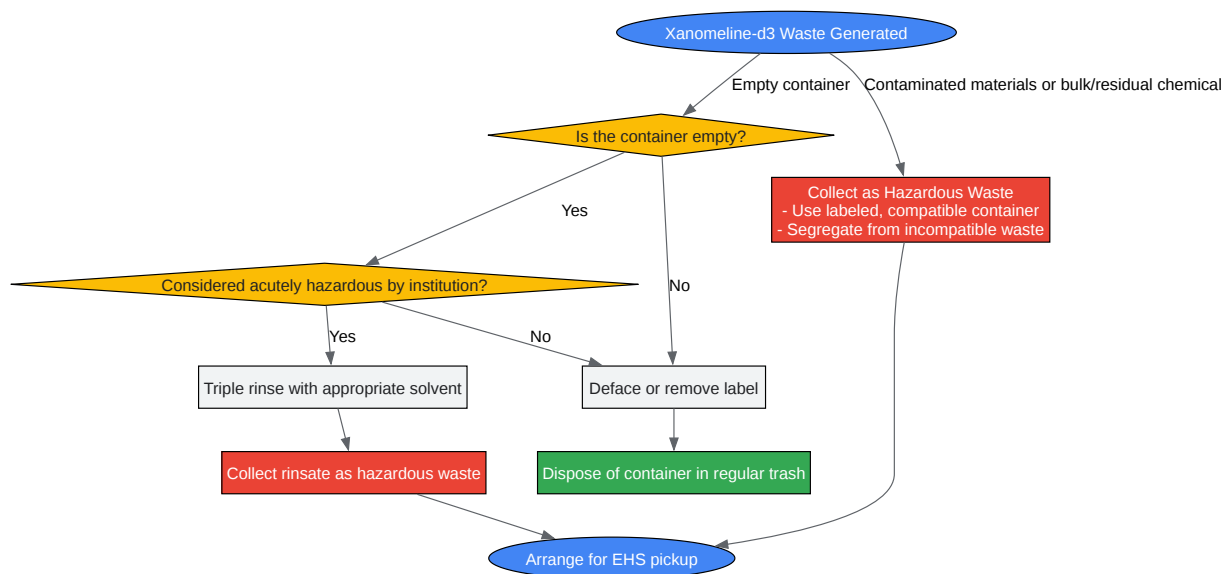 Xanomeline-d3 Waste Generated
Empty container
Contaminated materials or bulk/residual chemical
Is the container empty?
Collect as Hazardous Waste
- Use labeled, compatible container
- Segregate from incompatible waste
Yes
Considered acutely hazardous by institution?
No
Yes
No
Triple rinse with appropriate solvent
Deface or remove label
Collect rinsate as hazardous waste
Dispose of container in regular trash
Arrange for EHS pickup